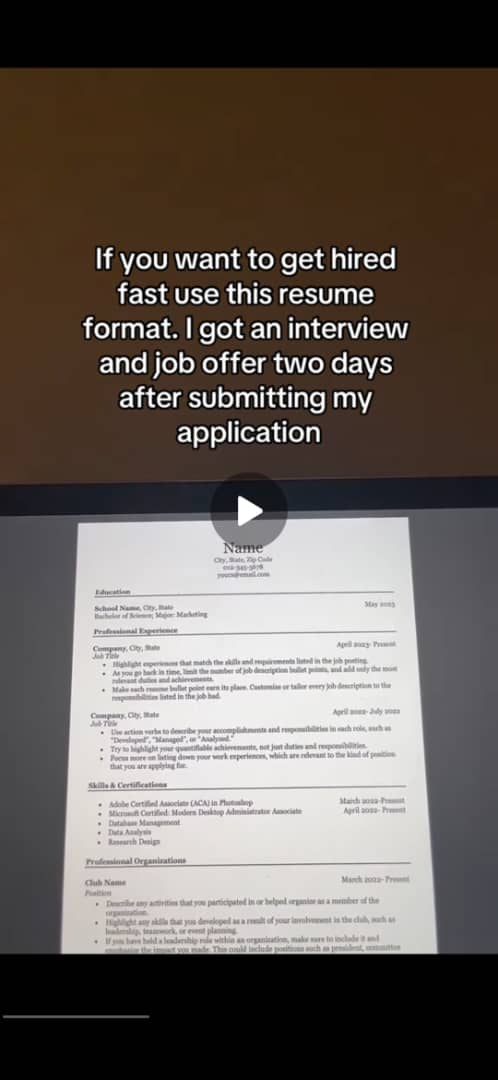 If you want to get hired
fast use this resume
format. I got an interview
and job offer two days
after submitting my
application
Name
City, State, Zip Code
012-345-5678
yours@email.com
Education
School Name, City, State
May 2023
Bachelor of Science; Major: Marketing
Professional Experience
Company, City, State
April 2023- Present
Job Title
• Highlight experiences that match the skills and requirements listed in the job posting.
• As you go back in time, limit the number of job description bullet points, and add only the most
relevant duties and achievements.
• Make each resume bullet point earn its place. Customize or tailor every job description to the
responsibilities listed in the job
Company, City, State
April 2022- July 2022
Job Title
• Use action verbs to describe your accomplishments and responsibilities in each role, such as
"Developed", "Managed", or "Analyzed."
• Try to highlight your quantifiable achievements, not just duties and responsibilities.
• Focus more on listing down your work experiences, which are relevant to the kind of position
that you are applying for.
Skills & Certifications
• Adobe Certified Associate (ACA) in Photoshop
March 2022-Present
• Microsoft Certified: Modern Desktop Administrator Associate
April 2022- Present
• Database Management
• Data Analysis
• Research Design
Professional Organizations
Club Name
March 2022- Present
Position
• Describe any activities that you participated in or helped organize as a member of the
organization.
• Highlight any skills that you developed as a result of your involvement in the club, such as
leadership, teamwork, or event planning.
• If you have held a leadership role within an organization, make sure to include it and
emphasize the impact you made. This could include positions such as president, committee